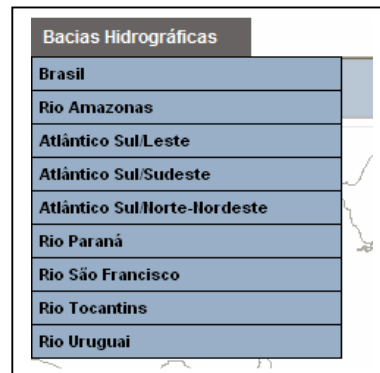 Bacias Hidrográficas
Brasil
Rio Amazonas
Atlântico Sul/Leste
Atlântico Sul/Sudeste
Atlântico Sul/Norte-Nordeste
Rio Paraná
Rio São Francisco
Rio Tocantins
Rio Uruguai